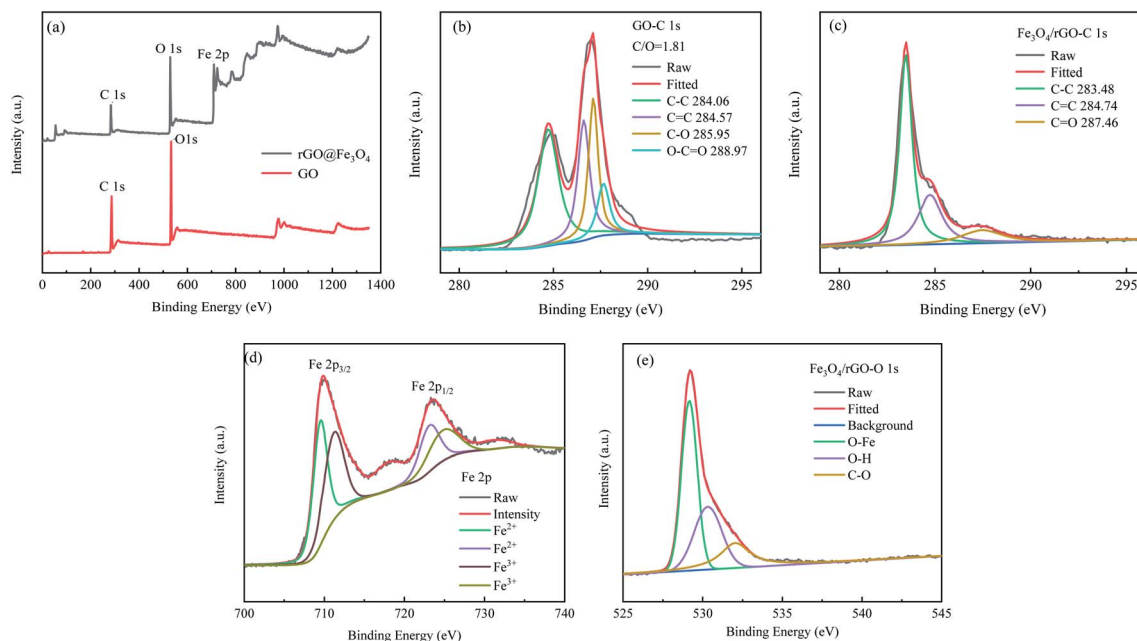 (a)
O 1s
Fe 2p
C 1s
O1s
rGO@Fe₃O₄
GO
C 1s
Intensity (a.u.)
0 200 400 600 800 1000 1200 1400
Binding Energy (eV)
(b)
GO-C 1s
C/O=1.81
Raw
Fitted
C-C 284.06
C=C 284.57
C-O 285.95
O-C=O 288.97
Intensity (a.u.)
280 285 290 295
Binding Energy (eV)
(c)
Fe₃O₄/rGO-C 1s
Raw
Fitted
C-C 283.48
C=C 284.74
C=O 287.46
Intensity (a.u.)
280 285 290 295
Binding Energy (eV)
(d)
Fe 2p₃/₂
Fe 2p₁/₂
Fe 2p
Raw
Intensity
Fe²⁺
Fe²⁺
Fe³⁺
Fe³⁺
Intensity (a.u.)
700 710 720 730 740
Binding Energy (eV)
(e)
Fe₃O₄/rGO-O 1s
Raw
Fitted
Background
O-Fe
O-H
C-O
Intensity (a.u.)
525 530 535 540 545
Binding Energy (eV)